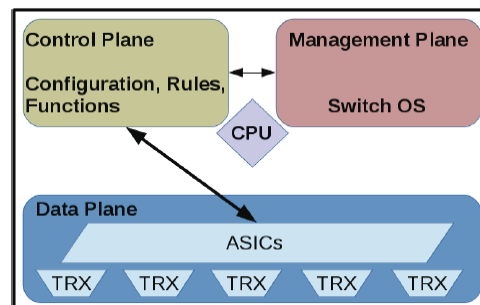 Control Plane
Configuration, Rules,
Functions
Management Plane
Switch OS
CPU
Data Plane
ASICs
TRX TRX TRX TRX TRX